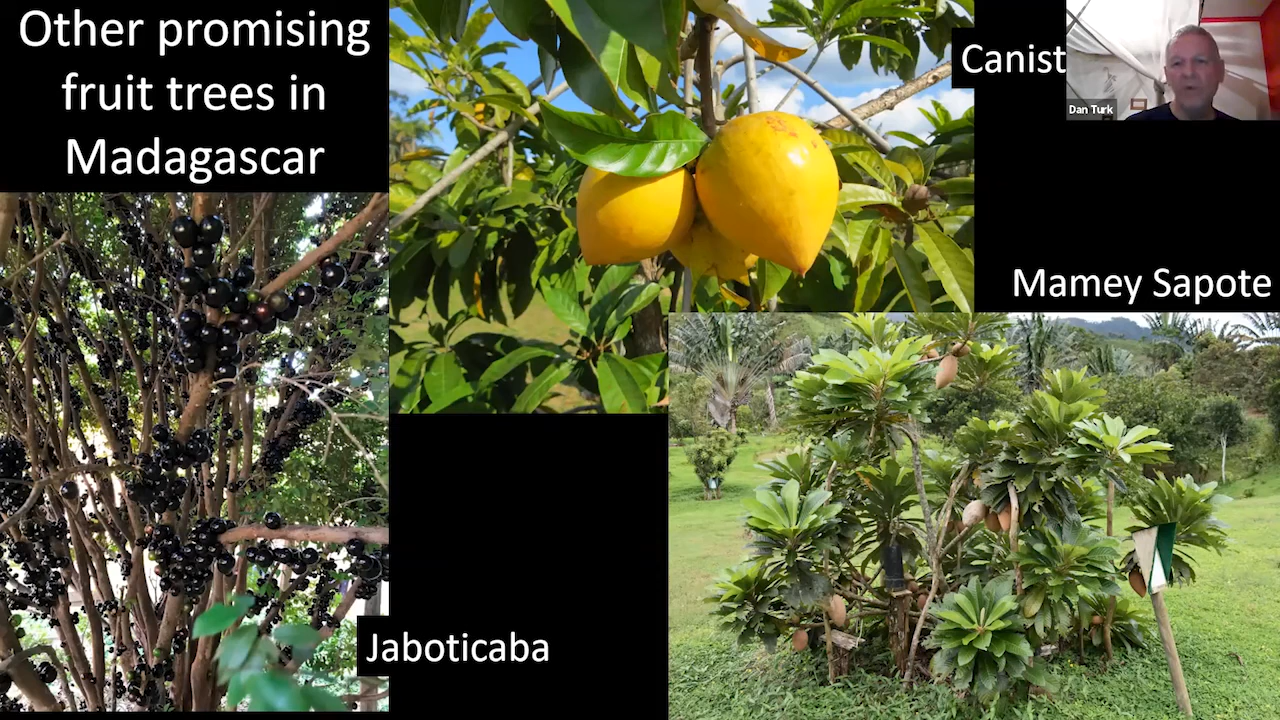 Other promising
fruit trees in
Madagascar
Canist
Dan Turk
Mamey Sapote
Jaboticaba